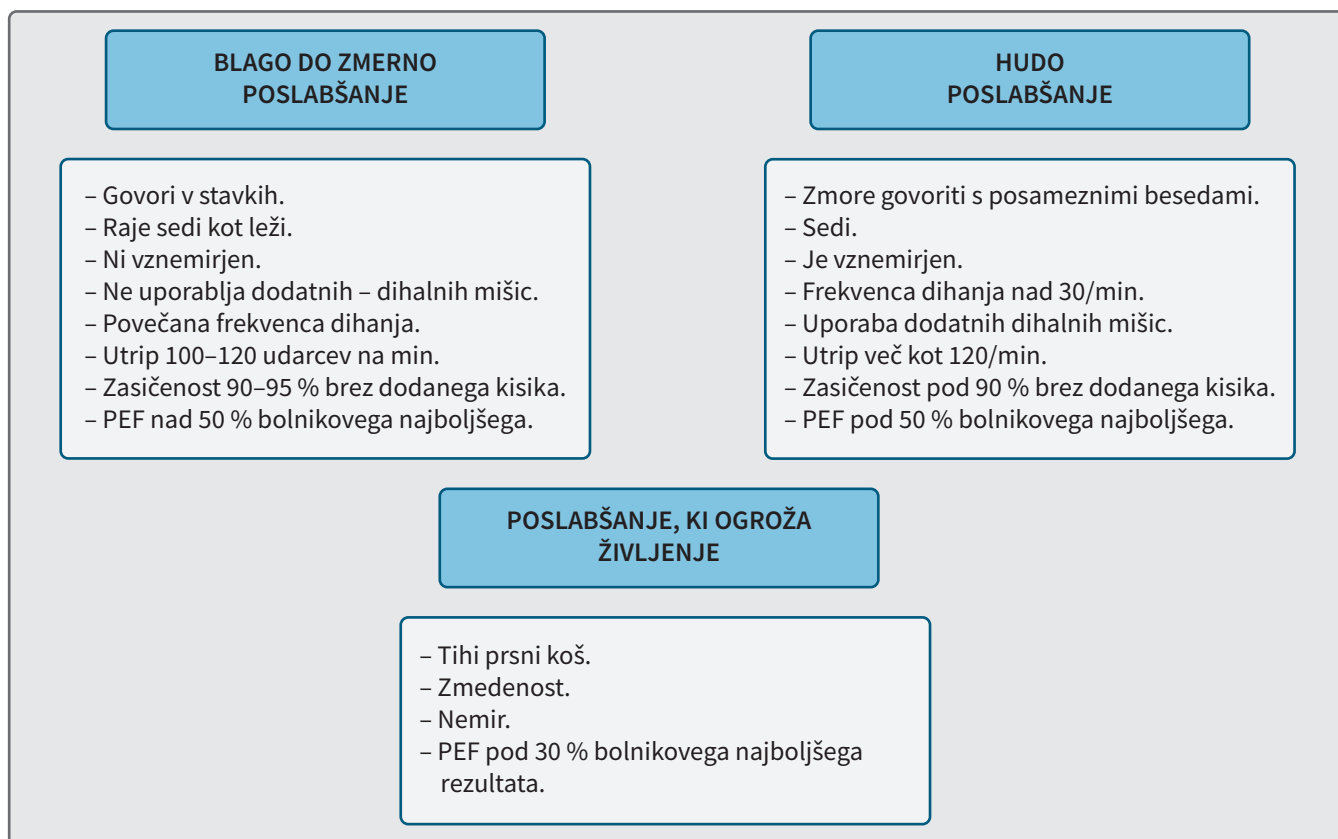 BLAGO DO ZMERNO
POSLABŠANJE
– Govori v stavkih.
– Raje sedi kot leži.
– Ni vznemirjen.
– Ne uporablja dodatnih – dihalnih mišic.
– Povečana frekvenca dihanja.
– Utrip 100–120 udarcev na min.
– Zasičenost 90–95 % brez dodanega kisika.
– PEF nad 50 % bolnikovega najboljšega.
HUDO
POSLABŠANJE
– Zmore govoriti s posameznimi besedami.
– Sedi.
– Je vznemirjen.
– Frekvenca dihanja nad 30/min.
– Uporaba dodatnih dihalnih mišic.
– Utrip več kot 120/min.
– Zasičenost pod 90 % brez dodanega kisika.
– PEF pod 50 % bolnikovega najboljšega.
POSLABŠANJE, KI OGROŽA
ŽIVLJENJE
– Tihi prsni koš.
– Zmedenost.
– Nemir.
– PEF pod 30 % bolnikovega najboljšega
rezultata.